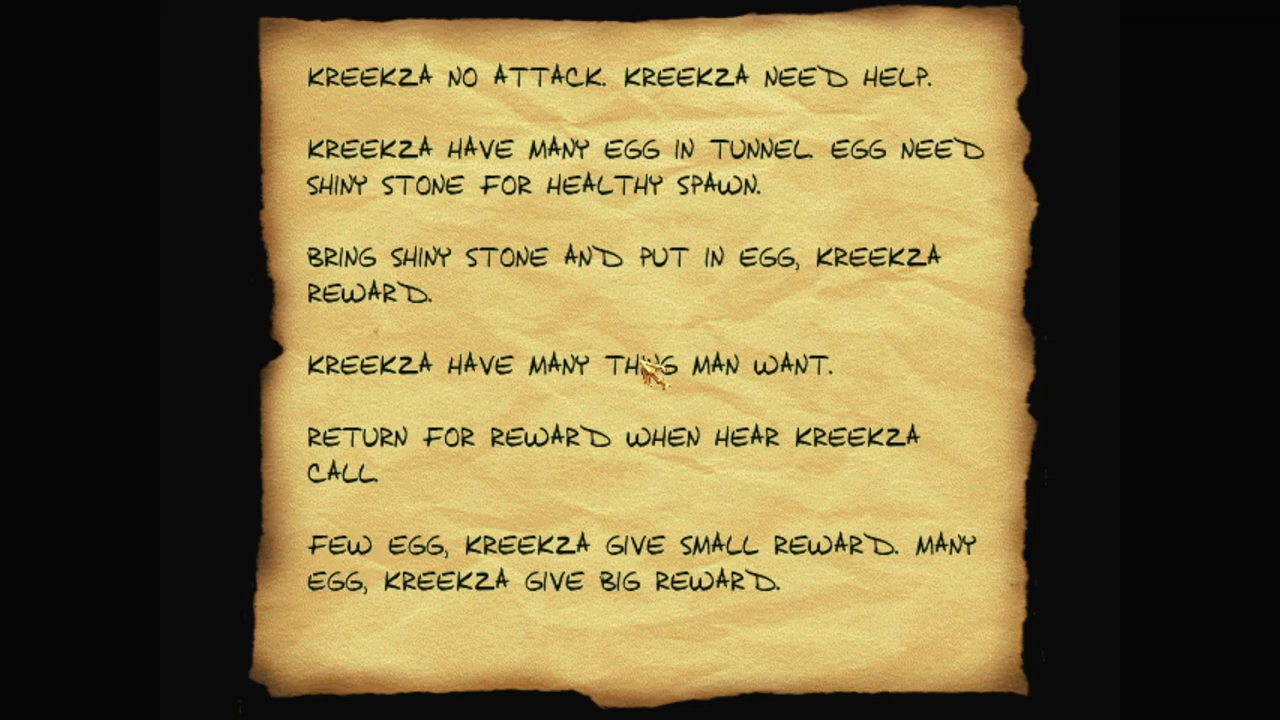 KREEKZA NO ATTACK. KREEKZA NEED HELP.
KREEKZA HAVE MANY EGG IN TUNNEL. EGG NEED
SHINY STONE FOR HEALTHY SPAWN.
BRING SHINY STONE AND PUT IN EGG, KREEKZA
REWARD.
KREEKZA HAVE MANY THING MAN WANT.
RETURN FOR REWARD WHEN HEAR KREEKZA
CALL.
FEW EGG, KREEKZA GIVE SMALL REWARD. MANY
EGG, KREEKZA GIVE BIG REWARD.